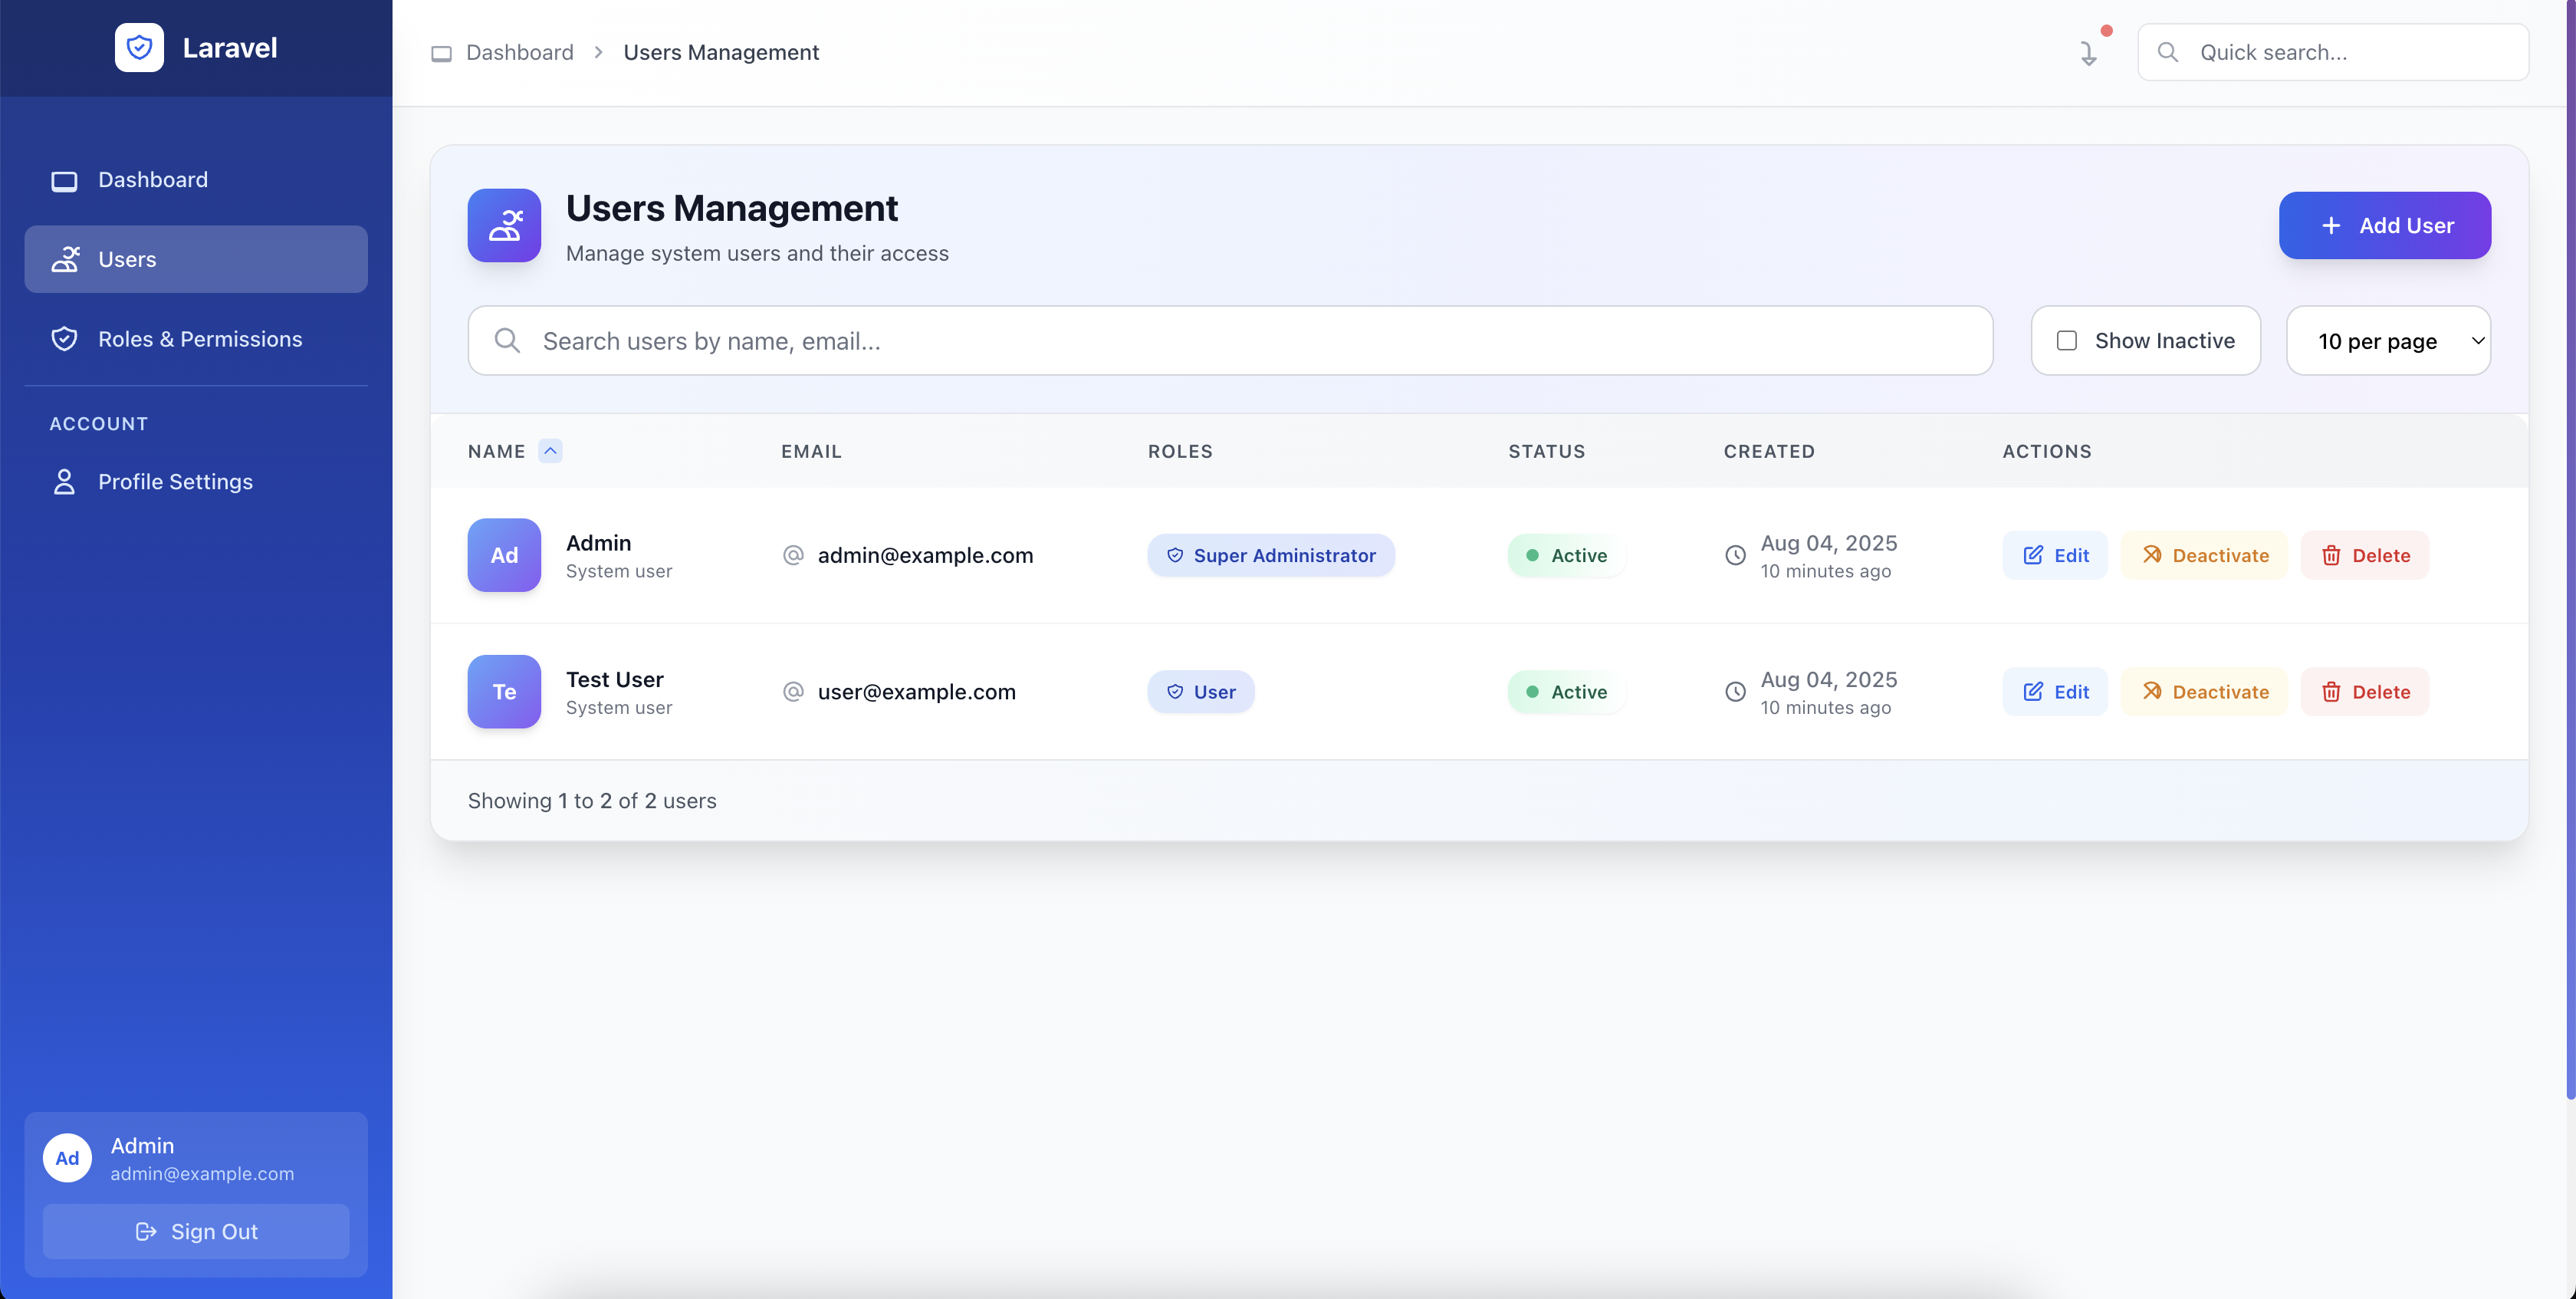 Laravel
Dashboard
Users
Roles & Permissions
ACCOUNT
Profile Settings
Ad
Admin
admin@example.com
Sign Out
Dashboard > Users Management
Quick search...
Users Management
Manage system users and their access
+ Add User
Search users by name, email...
Show Inactive
10 per page
NAME EMAIL ROLES STATUS CREATED ACTIONS
Ad Admin admin@example.com Super Administrator Active Aug 04, 2025 Edit Deactivate Delete
System user 10 minutes ago
Te Test User user@example.com User Active Aug 04, 2025 Edit Deactivate Delete
System user 10 minutes ago
Showing 1 to 2 of 2 users